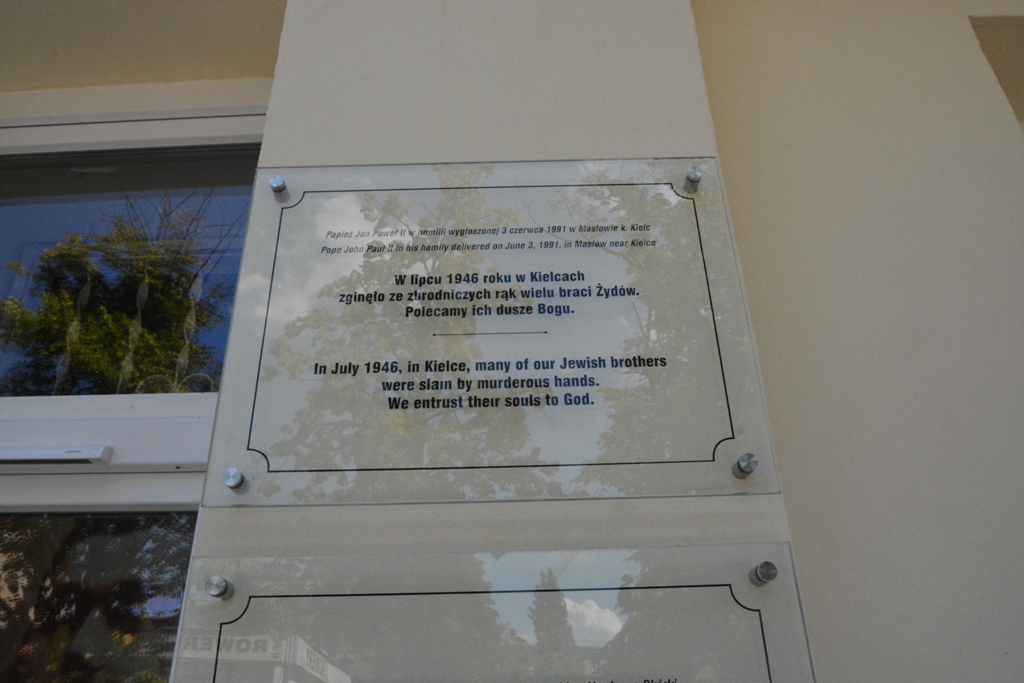 Papież Jan Paweł II w homilii wygłoszonej 3 czerwca 1991 w Masłowie k. Kielc
Pope John Paul II in his homily delivered on June 3, 1991, in Masłów near Kielce
W lipcu 1946 roku w Kielcach
zginęło ze zbrodniczych rąk wielu braci Żydów.
Polecamy ich dusze Bogu.
In July 1946, in Kielce, many of our Jewish brothers
were slain by murderous hands.
We entrust their souls to God.
ROWER